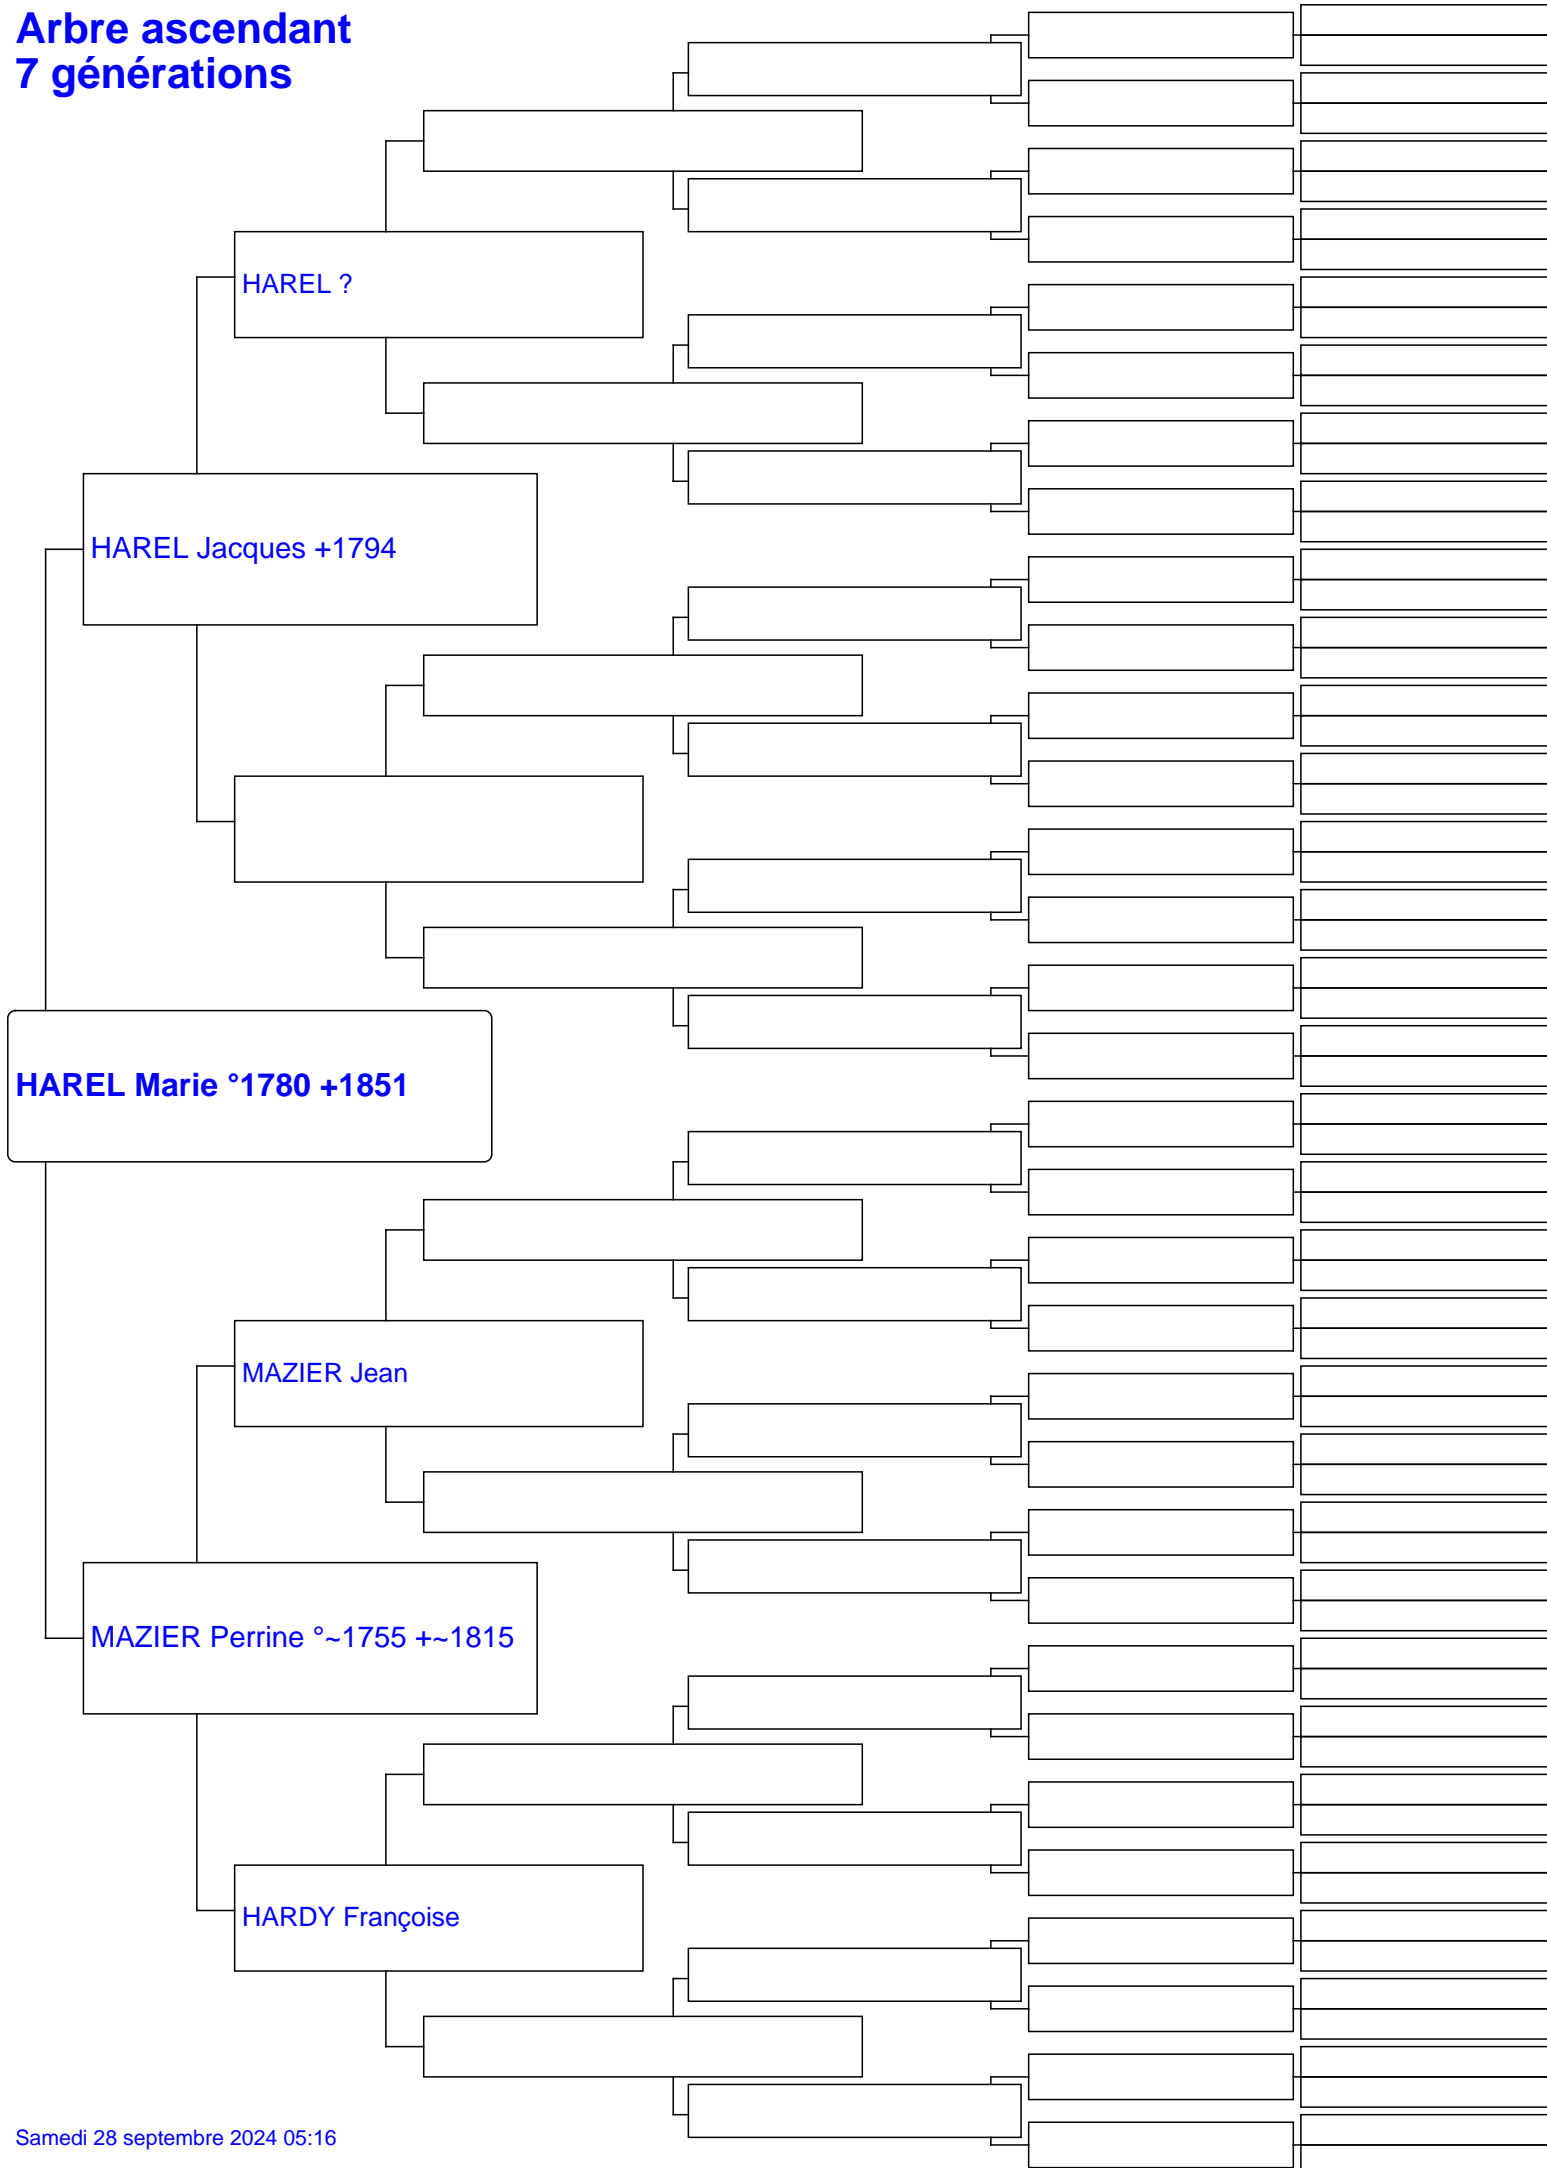 Arbre ascendant
7 générations
HAREL ?
HAREL Jacques +1794
HAREL Marie °1780 +1851
MAZIER Jean
MAZIER Perrine °~1755 +~1815
HARDY Françoise
Samedi 28 septembre 2024 05:16